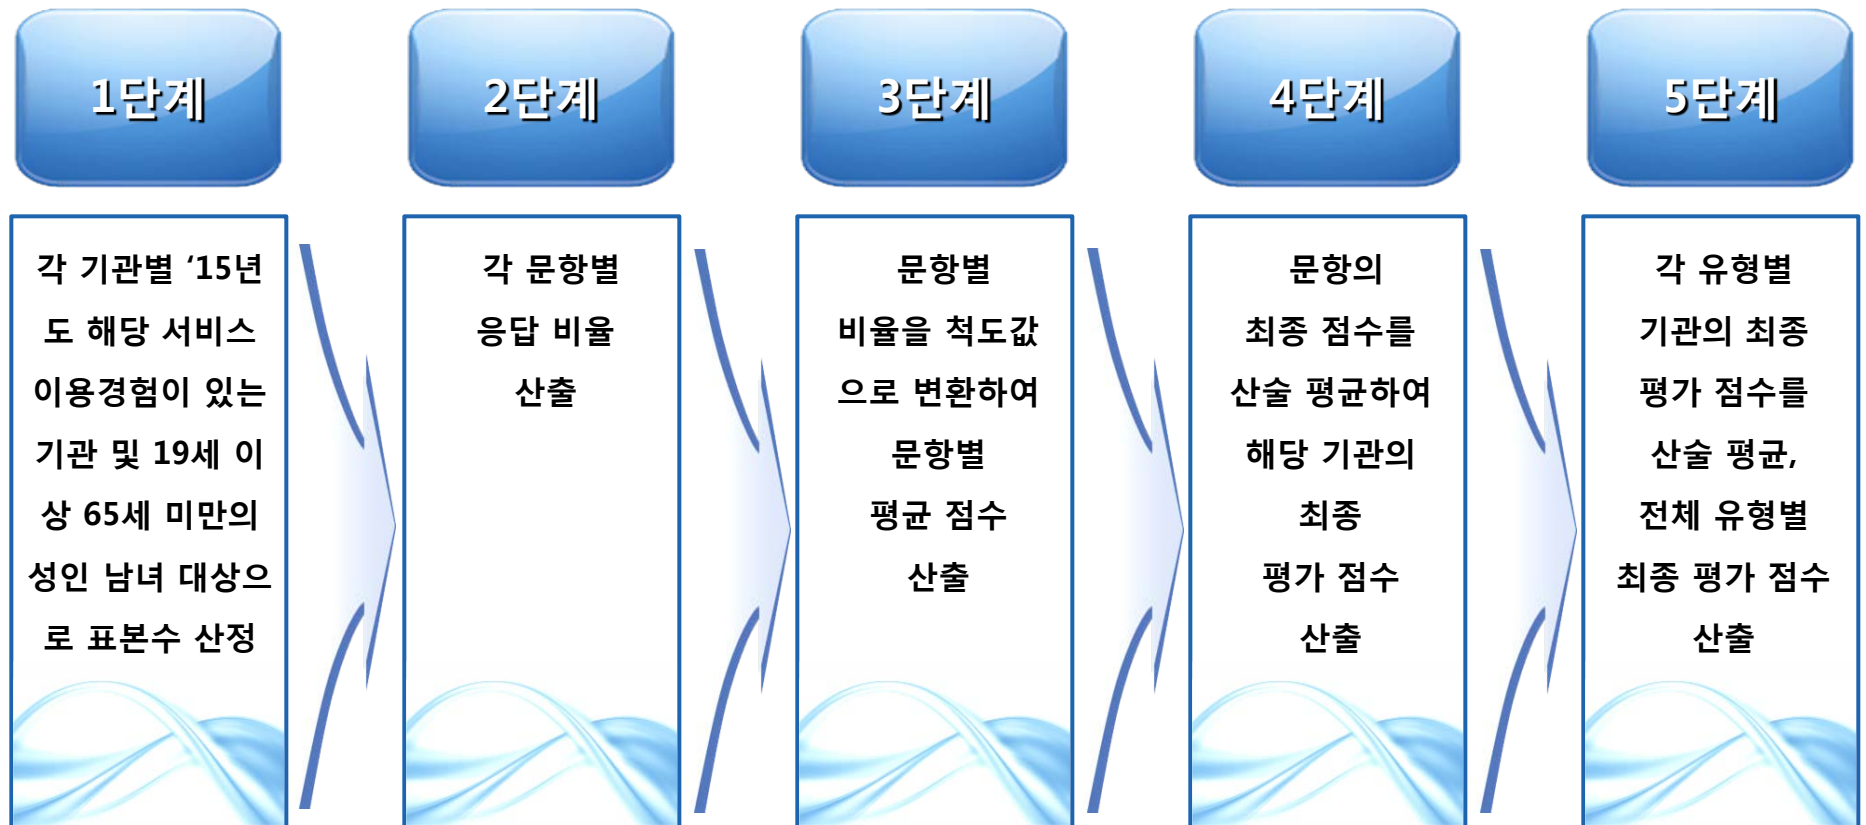 1단계
각 기관별 ‘15년
도 해당 서비스
이용경험이 있는
기관 및 19세 이
상 65세 미만의
성인 남녀 대상으
로 표본수 산정
2단계
각 문항별
응답 비율
산출
3단계
문항별
비율을 척도값
으로 변환하여
문항별
평균 점수
산출
4단계
문항의
최종 점수를
산술 평균하여
해당 기관의
최종
평가 점수
산출
5단계
각 유형별
기관의 최종
평가 점수를
산술 평균,
전체 유형별
최종 평가 점수
산출